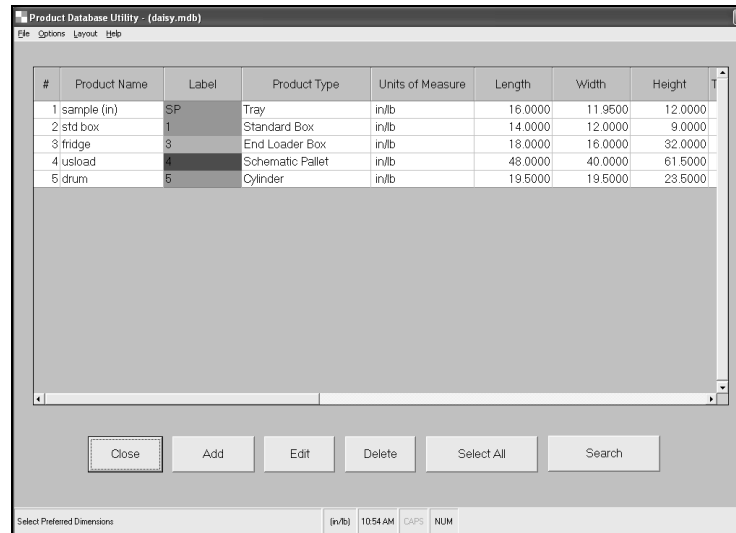 Product Database Utility - (daisy.mdb)
File Options Layout Help
# Product Name Label Product Type Units of Measure Length Width Height T
1 sample (in) SP Tray in/lb 16.0000 11.9500 12.0000
2 std box 1 Standard Box in/lb 14.0000 12.0000 9.0000
3 fridge 3 End Loader Box in/lb 18.0000 16.0000 32.0000
4 usload 4 Schematic Pallet in/lb 48.0000 40.0000 61.5000
5 drum 5 Cylinder in/lb 19.5000 19.5000 23.5000
Close Add Edit Delete Select All Search
Select Preferred Dimensions (in/lb) 10:54 AM CAPS NUM